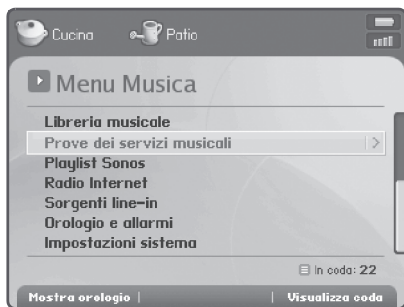 Cucina Patio
Menu Musica
Libreria musicale
Prove dei servizi musicali
Playlist Sonos
Radio Internet
Sorgenti line-in
Orologio e allarmi
Impostazioni sistema
In coda: 22
Mostra orologio | | Visualizza coda